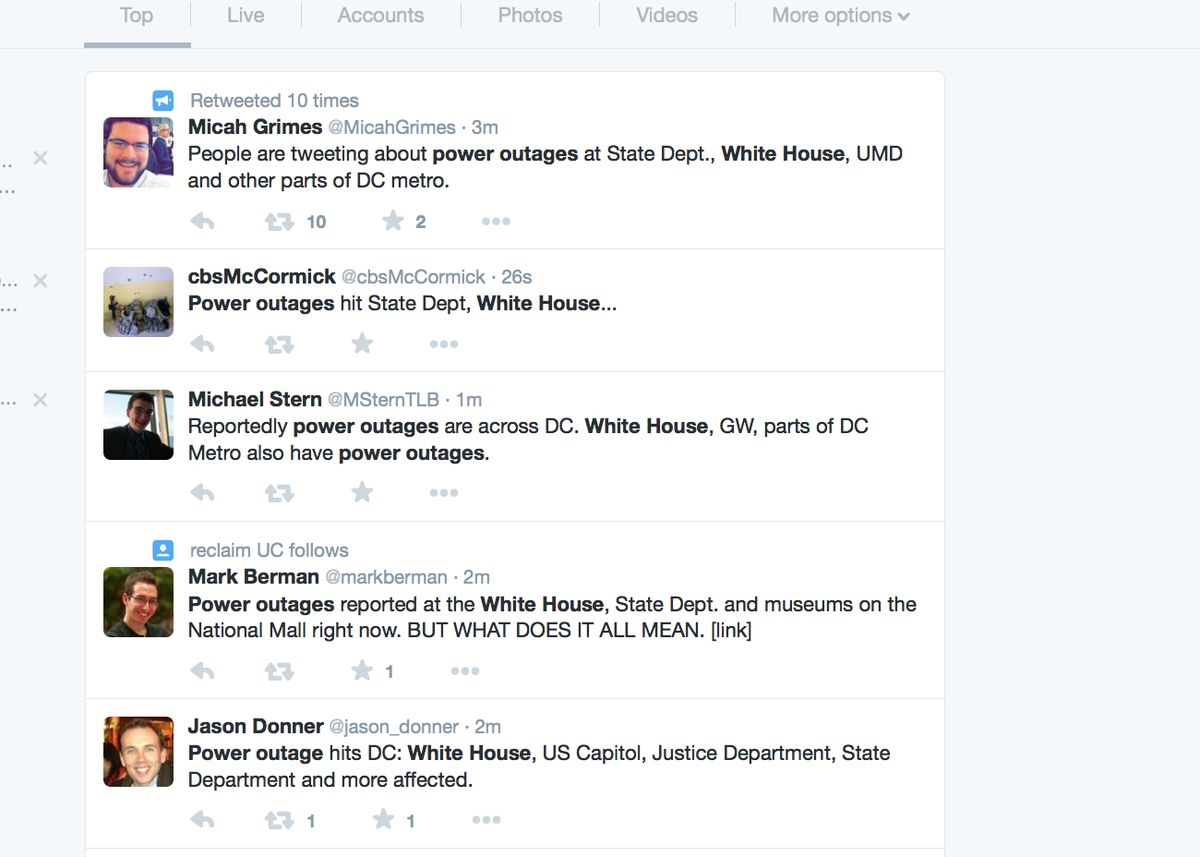 Top Live Accounts Photos Videos More options
Retweeted 10 times
Micah Grimes @MicahGrimes · 3m
People are tweeting about power outages at State Dept., White House, UMD
and other parts of DC metro.
10 2
cbsMcCormick @cbsMcCormick · 26s
Power outages hit State Dept, White House...
Michael Stern @MSternTLB · 1m
Reportedly power outages are across DC. White House, GW, parts of DC
Metro also have power outages.
reclaim UC follows
Mark Berman @markberman · 2m
Power outages reported at the White House, State Dept. and museums on the
National Mall right now. BUT WHAT DOES IT ALL MEAN. [link]
1
Jason Donner @jason_donner · 2m
Power outage hits DC: White House, US Capitol, Justice Department, State
Department and more affected.
1 1